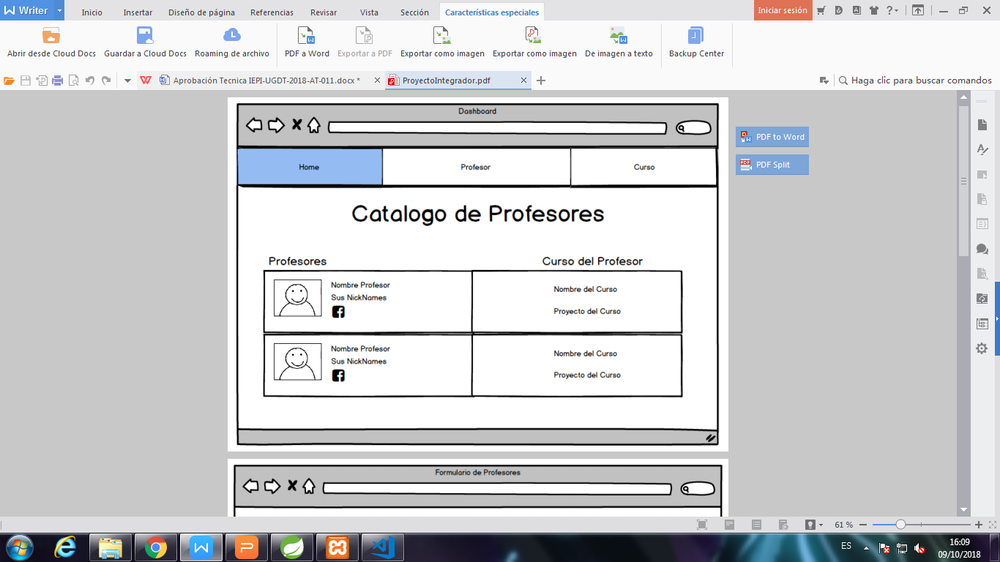 Writer
Inicio
Insertar
Diseño de página
Referencias
Revisar
Vista
Sección
Características especiales
Iniciar sesión
Abrir desde Cloud Docs
Guardar a Cloud Docs
Roaming de archivo
PDF a Word
Exportar a PDF
Exportar como imagen
Exportar como imagen
De imagen a texto
Backup Center
Aprobación Tecnica IEPI-UGDT-2018-AT-011.docx *
ProyectoIntegrador.pdf
Haga clic para buscar comandos
Dashboard
PDF to Word
PDF Split
Home
Profesor
Curso
Catalogo de Profesores
Profesores
Curso del Profesor
Nombre Profesor
Sus NickNames
Nombre del Curso
Proyecto del Curso
Nombre Profesor
Sus NickNames
Nombre del Curso
Proyecto del Curso
Formulario de Profesores
61 %
ES
16:09
09/10/2018